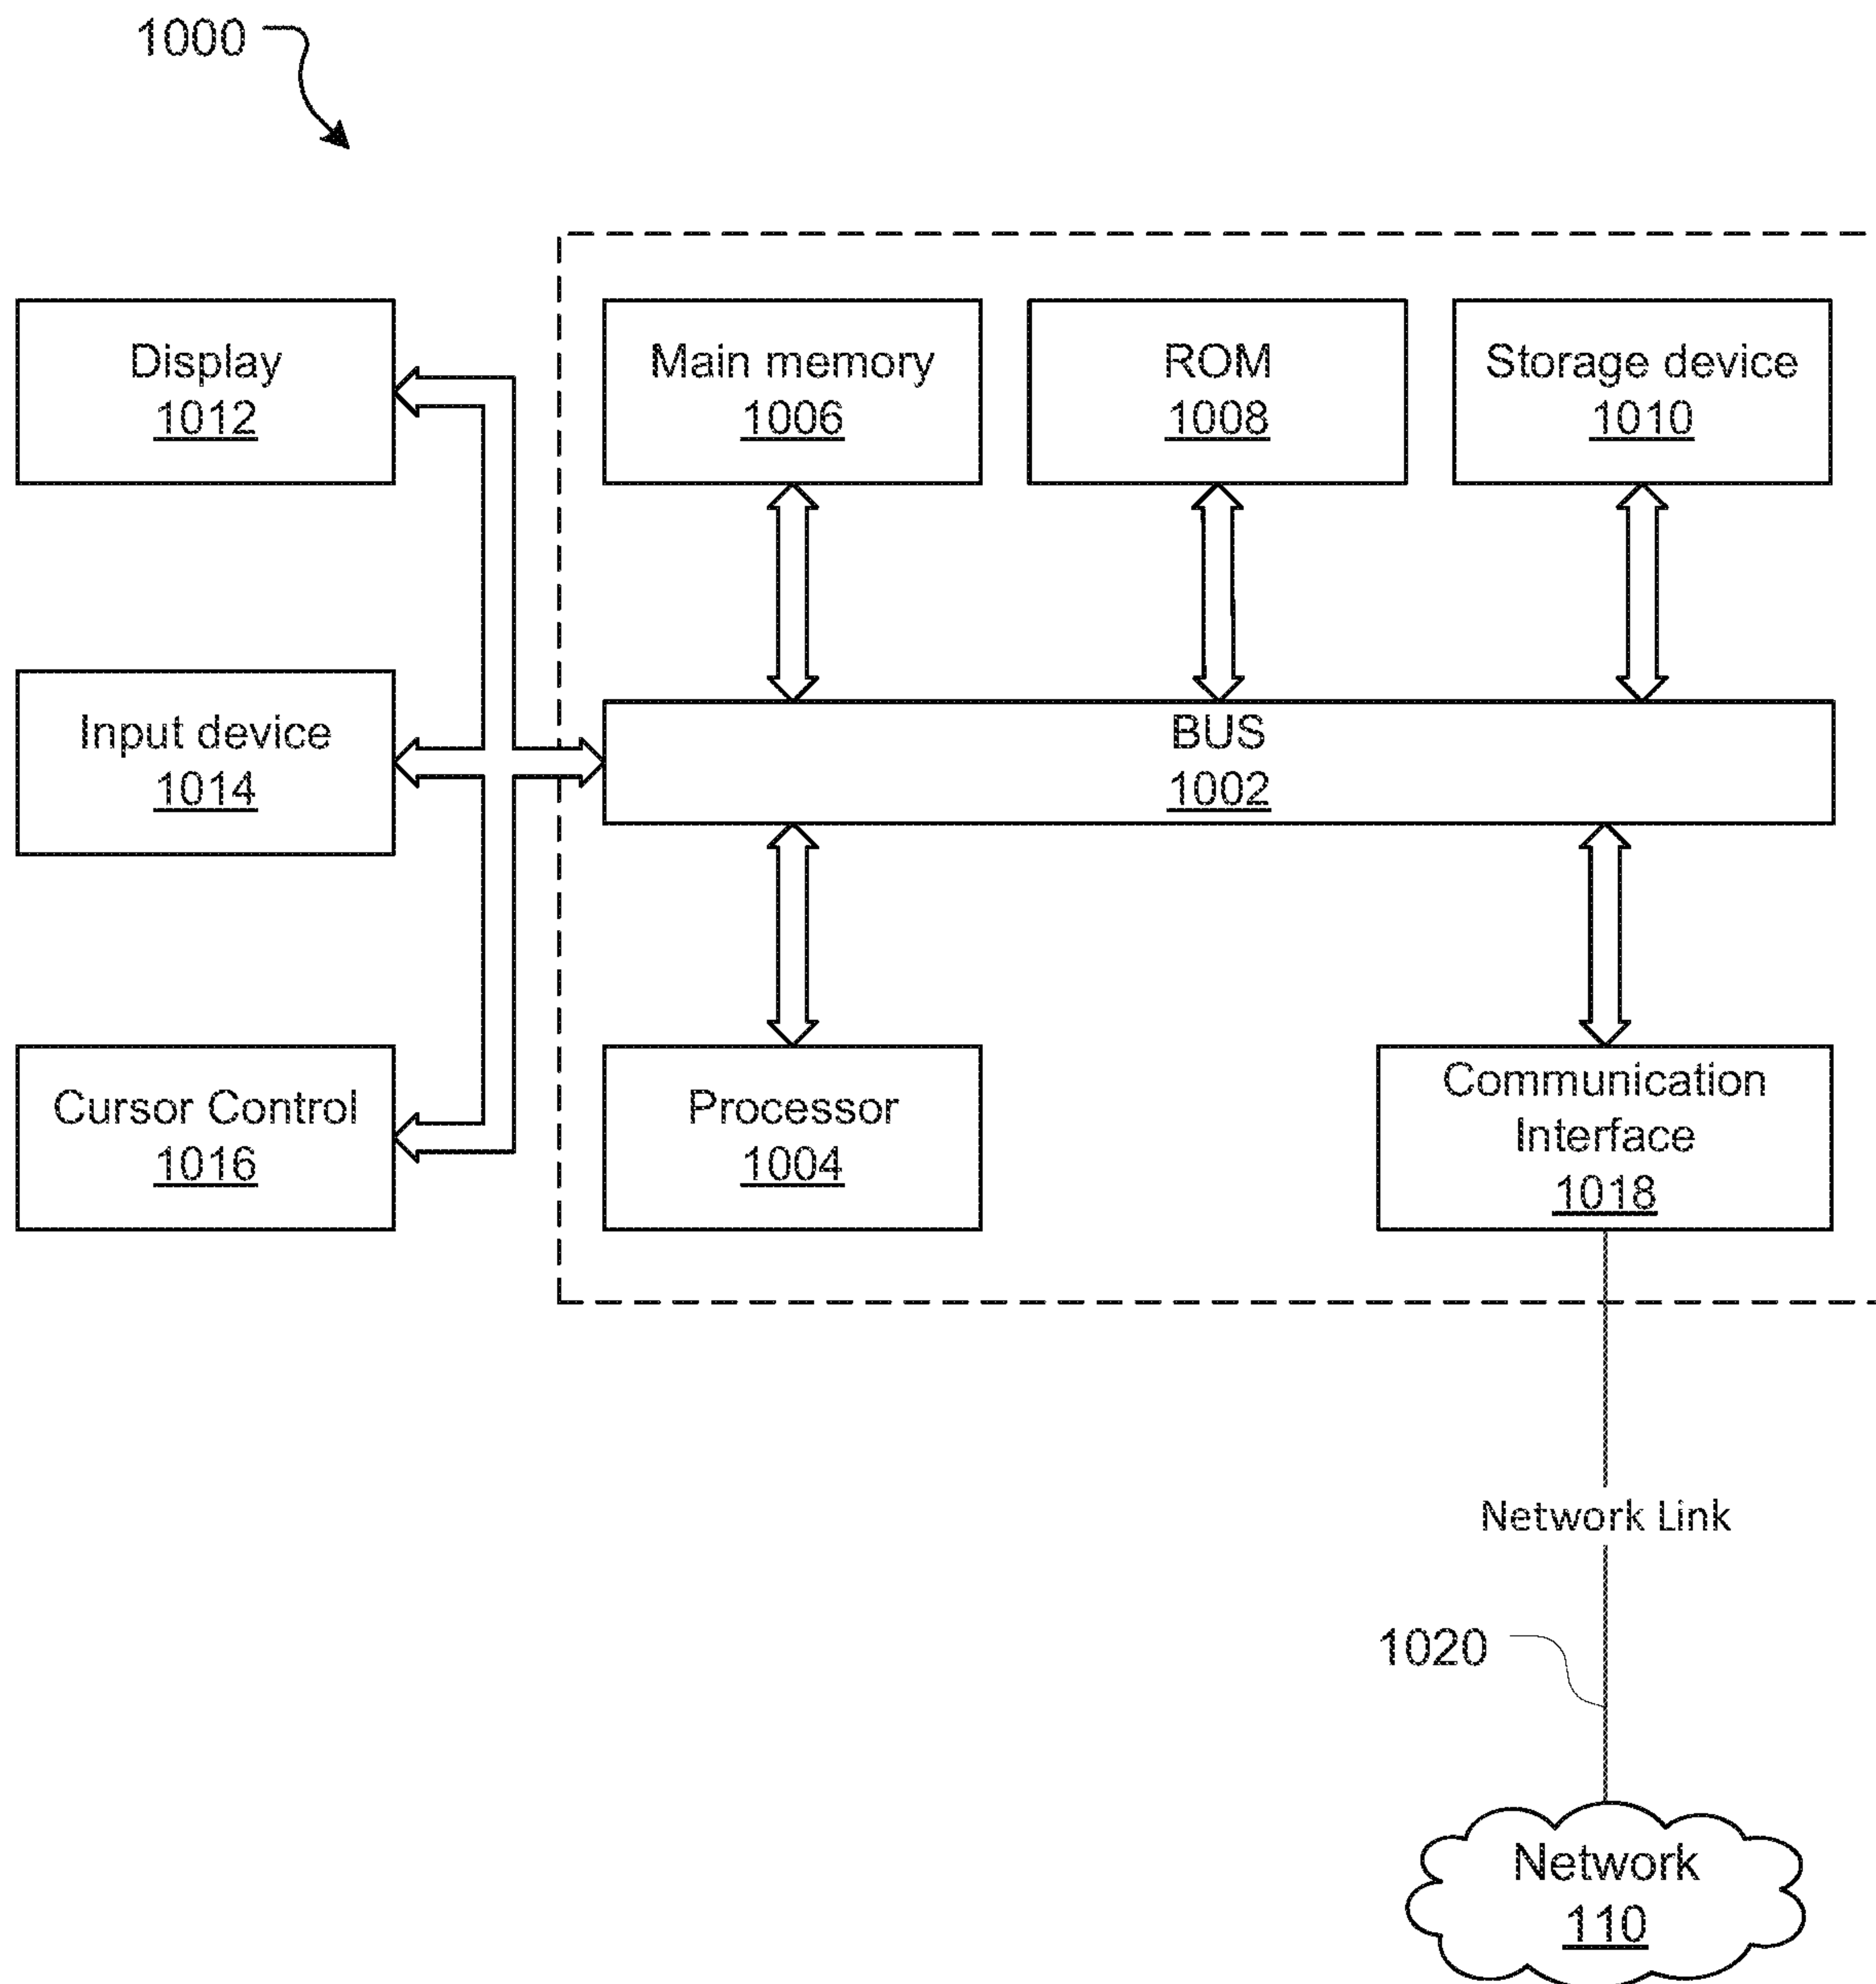 1000
Display
1012
Main memory
1006
ROM
1008
Storage device
1010
Input device
1014
BUS
1002
Cursor Control
1016
Processor
1004
Communication
Interface
1018
Network Link
1020
Network
110